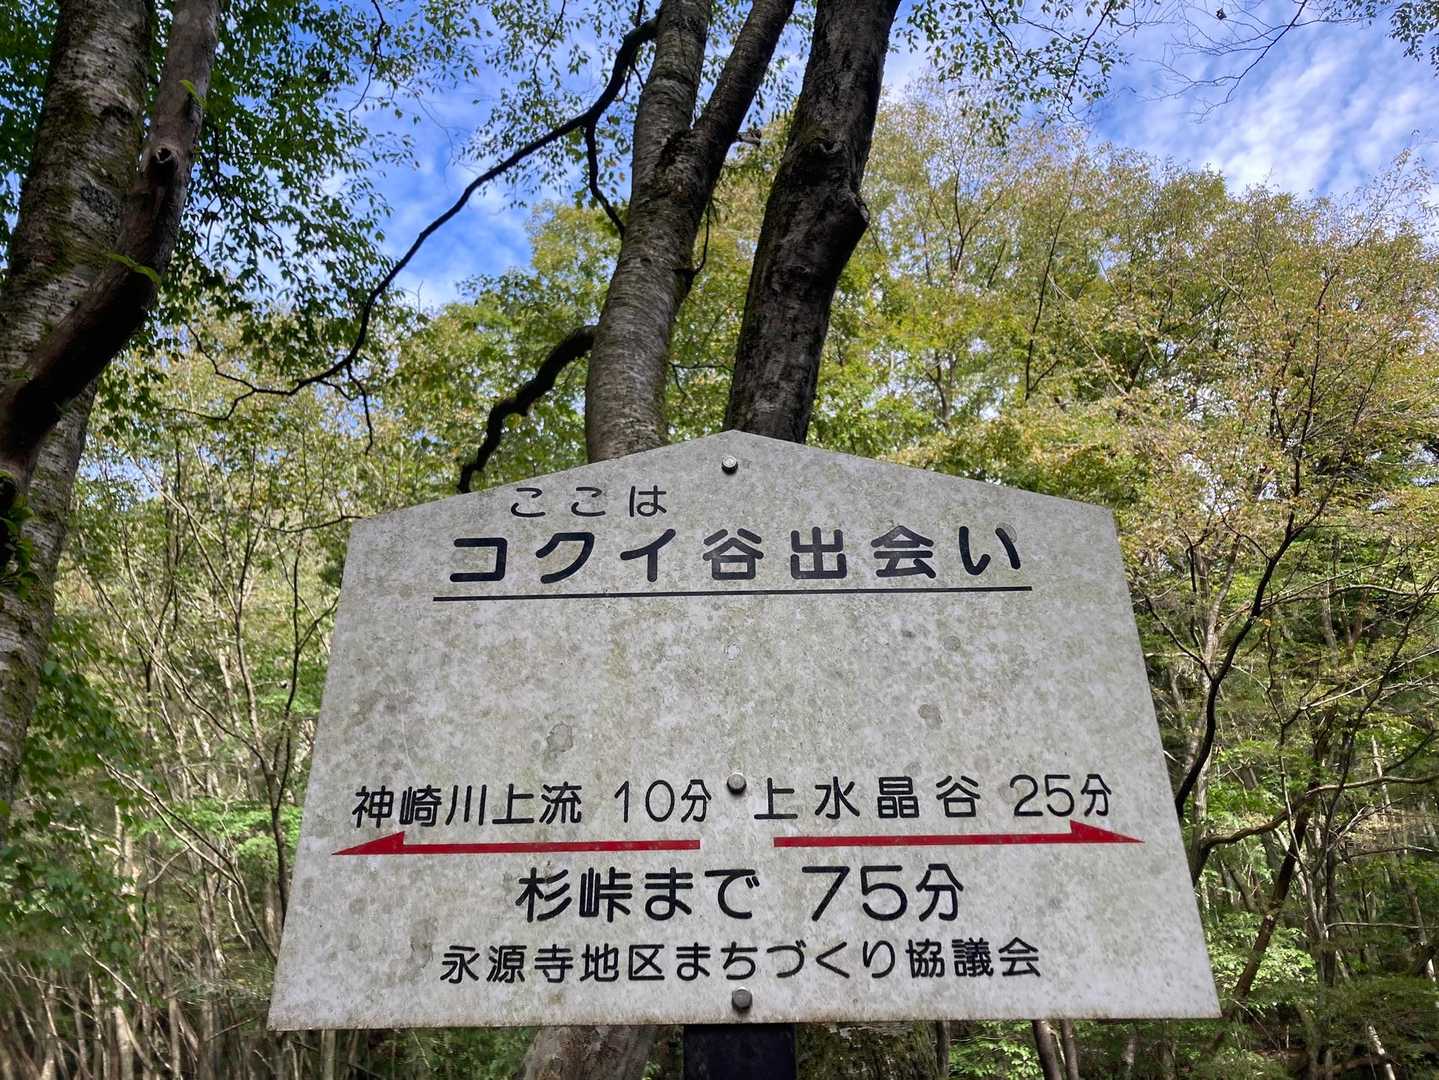 ここは
コクイ谷出会い
神崎川上流 10分 上水晶谷 25分
杉峠まで 75分
永源寺地区まちづくり協議会